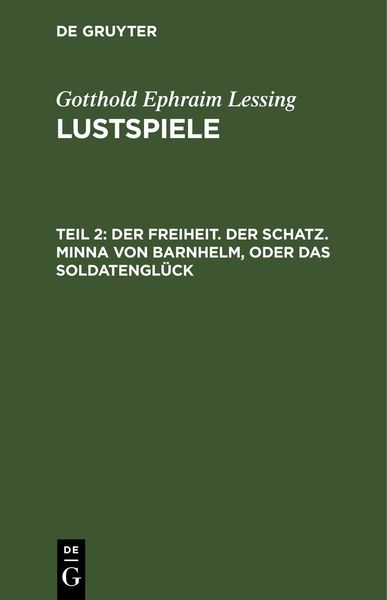 DE GRUYTER
Gotthold Ephraim Lessing
LUSTSPIELE
TEIL 2: DER FREIHEIT. DER SCHATZ.
MINNA VON BARNHELM, ODER DAS
SOLDATENGLÜCK
DE
G